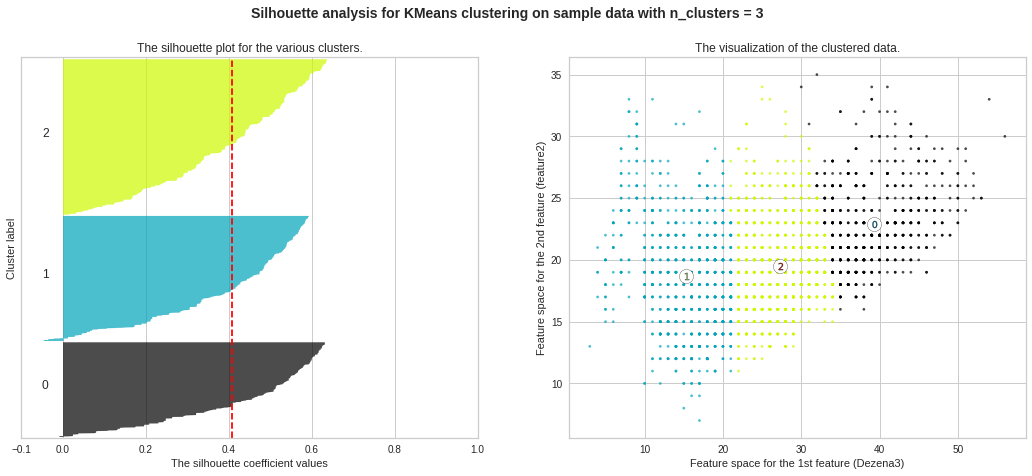 Silhouette analysis for KMeans clustering on sample data with n_clusters = 3
The silhouette plot for the various clusters.
Cluster label
2
1
0
−0.1 0.0 0.2 0.4 0.6 0.8 1.0
The silhouette coefficient values
The visualization of the clustered data.
Feature space for the 2nd feature (feature2)
35
30
25
20
15
10
0
1
2
10 20 30 40 50
Feature space for the 1st feature (Dezena3)